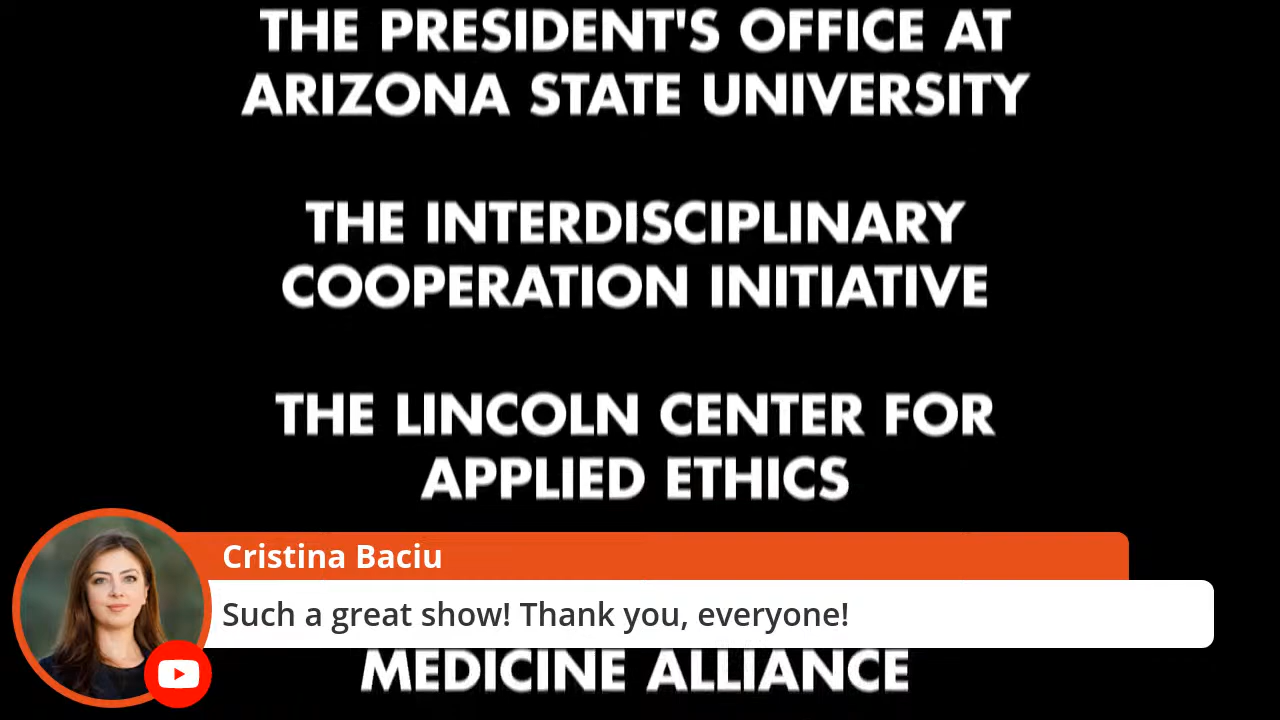 THE PRESIDENT'S OFFICE AT
ARIZONA STATE UNIVERSITY
THE INTERDISCIPLINARY
COOPERATION INITIATIVE
THE LINCOLN CENTER FOR
APPLIED ETHICS
Cristina Baciu
Such a great show! Thank you, everyone!
MEDICINE ALLIANCE